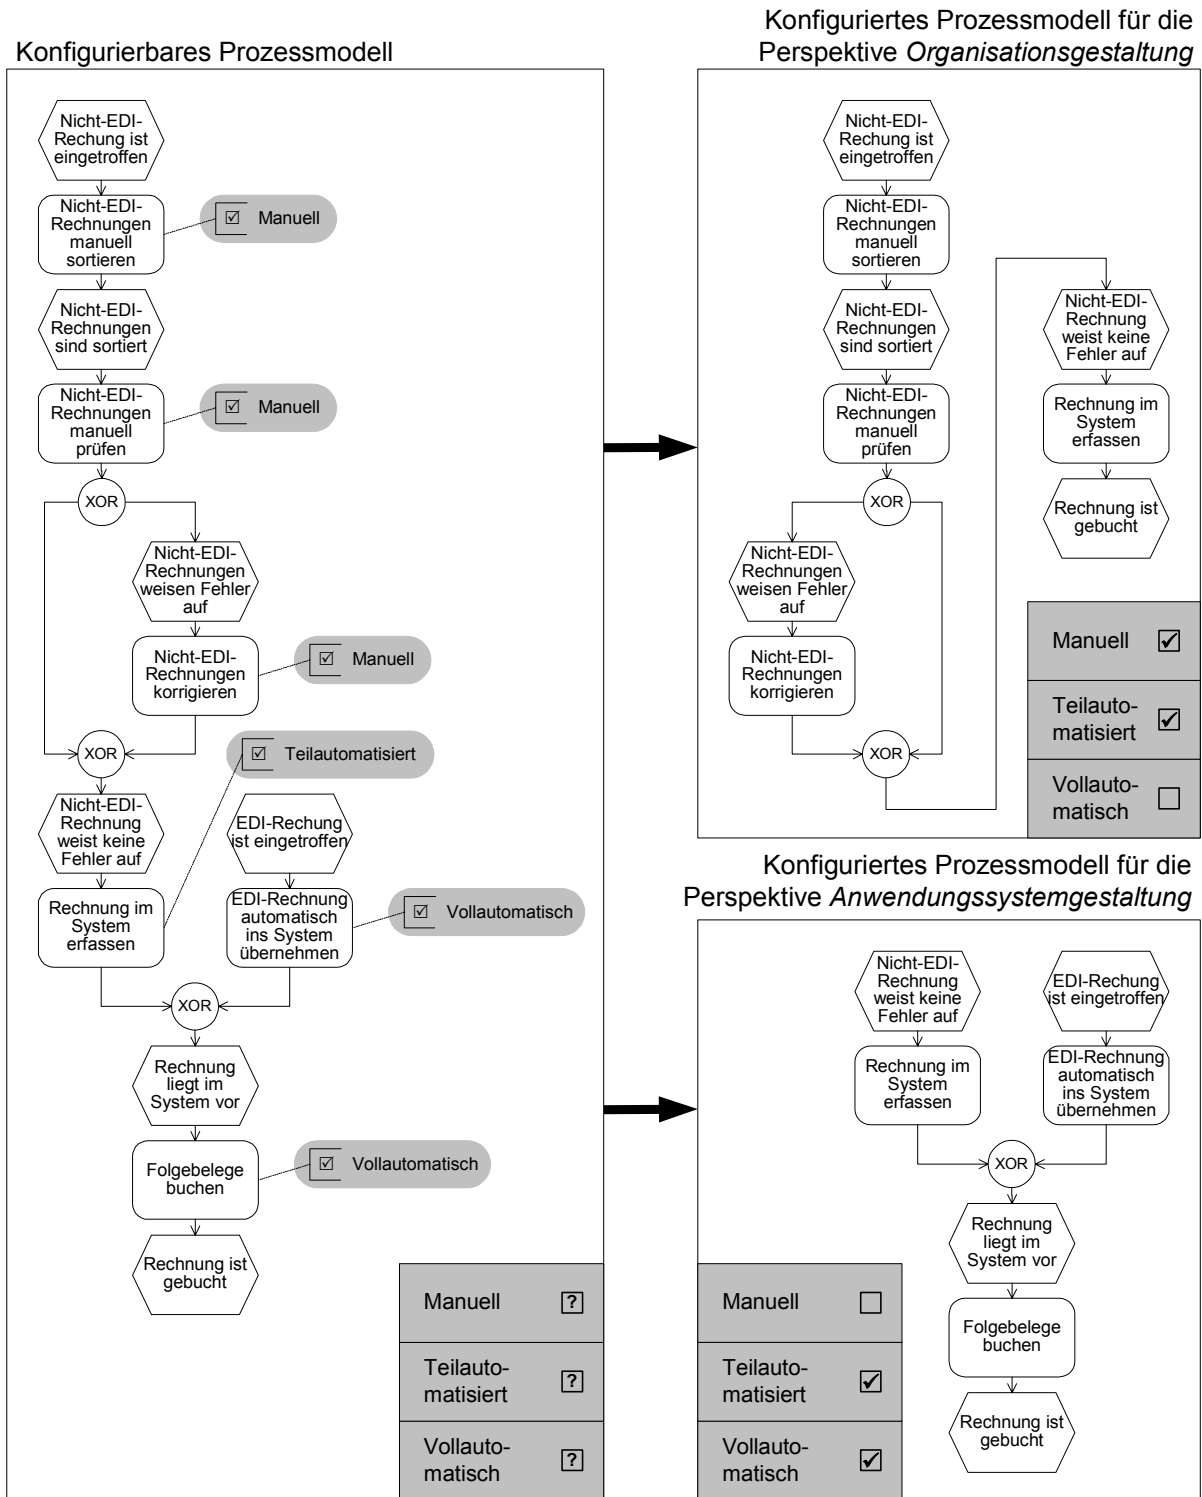 Konfigurierbares Prozessmodell
Nicht-EDI-
Rechung ist
eingetroffen
Nicht-EDI-
Rechnungen
manuell
sortieren
Manuell
Nicht-EDI-
Rechnungen
sind sortiert
Nicht-EDI-
Rechnungen
manuell
prüfen
Manuell
XOR
Nicht-EDI-
Rechnungen
weisen Fehler
auf
Nicht-EDI-
Rechnungen
korrigieren
Manuell
XOR
Teilautomatisiert
Nicht-EDI-
Rechnung
weist keine
Fehler auf
EDI-Rechung
ist eingetroffen
Rechnung im
System
erfassen
EDI-Rechnung
automatisch
ins System
übernehmen
Vollautomatisch
XOR
Rechnung
liegt im
System vor
Folgebelege
buchen
Vollautomatisch
Rechnung ist
gebucht
Manuell ?
Teilauto-
matisiert ?
Vollauto-
matisch ?
Konfiguriertes Prozessmodell für die
Perspektive Organisationsgestaltung
Nicht-EDI-
Rechung ist
eingetroffen
Nicht-EDI-
Rechnungen
manuell
sortieren
Nicht-EDI-
Rechnungen
sind sortiert
Nicht-EDI-
Rechnungen
manuell
prüfen
XOR
Nicht-EDI-
Rechnungen
weisen Fehler
auf
Nicht-EDI-
Rechnungen
korrigieren
XOR
Nicht-EDI-
Rechnung
weist keine
Fehler auf
Rechnung im
System
erfassen
Rechnung ist
gebucht
Manuell
Teilauto-
matisiert
Vollauto-
matisch
Konfiguriertes Prozessmodell für die
Perspektive Anwendungssystemgestaltung
Nicht-EDI-
Rechnung
weist keine
Fehler auf
EDI-Rechung
ist eingetroffen
Rechnung im
System
erfassen
EDI-Rechnung
automatisch
ins System
übernehmen
XOR
Rechnung
liegt im
System vor
Folgebelege
buchen
Rechnung ist
gebucht
Manuell
Teilauto-
matisiert
Vollauto-
matisch